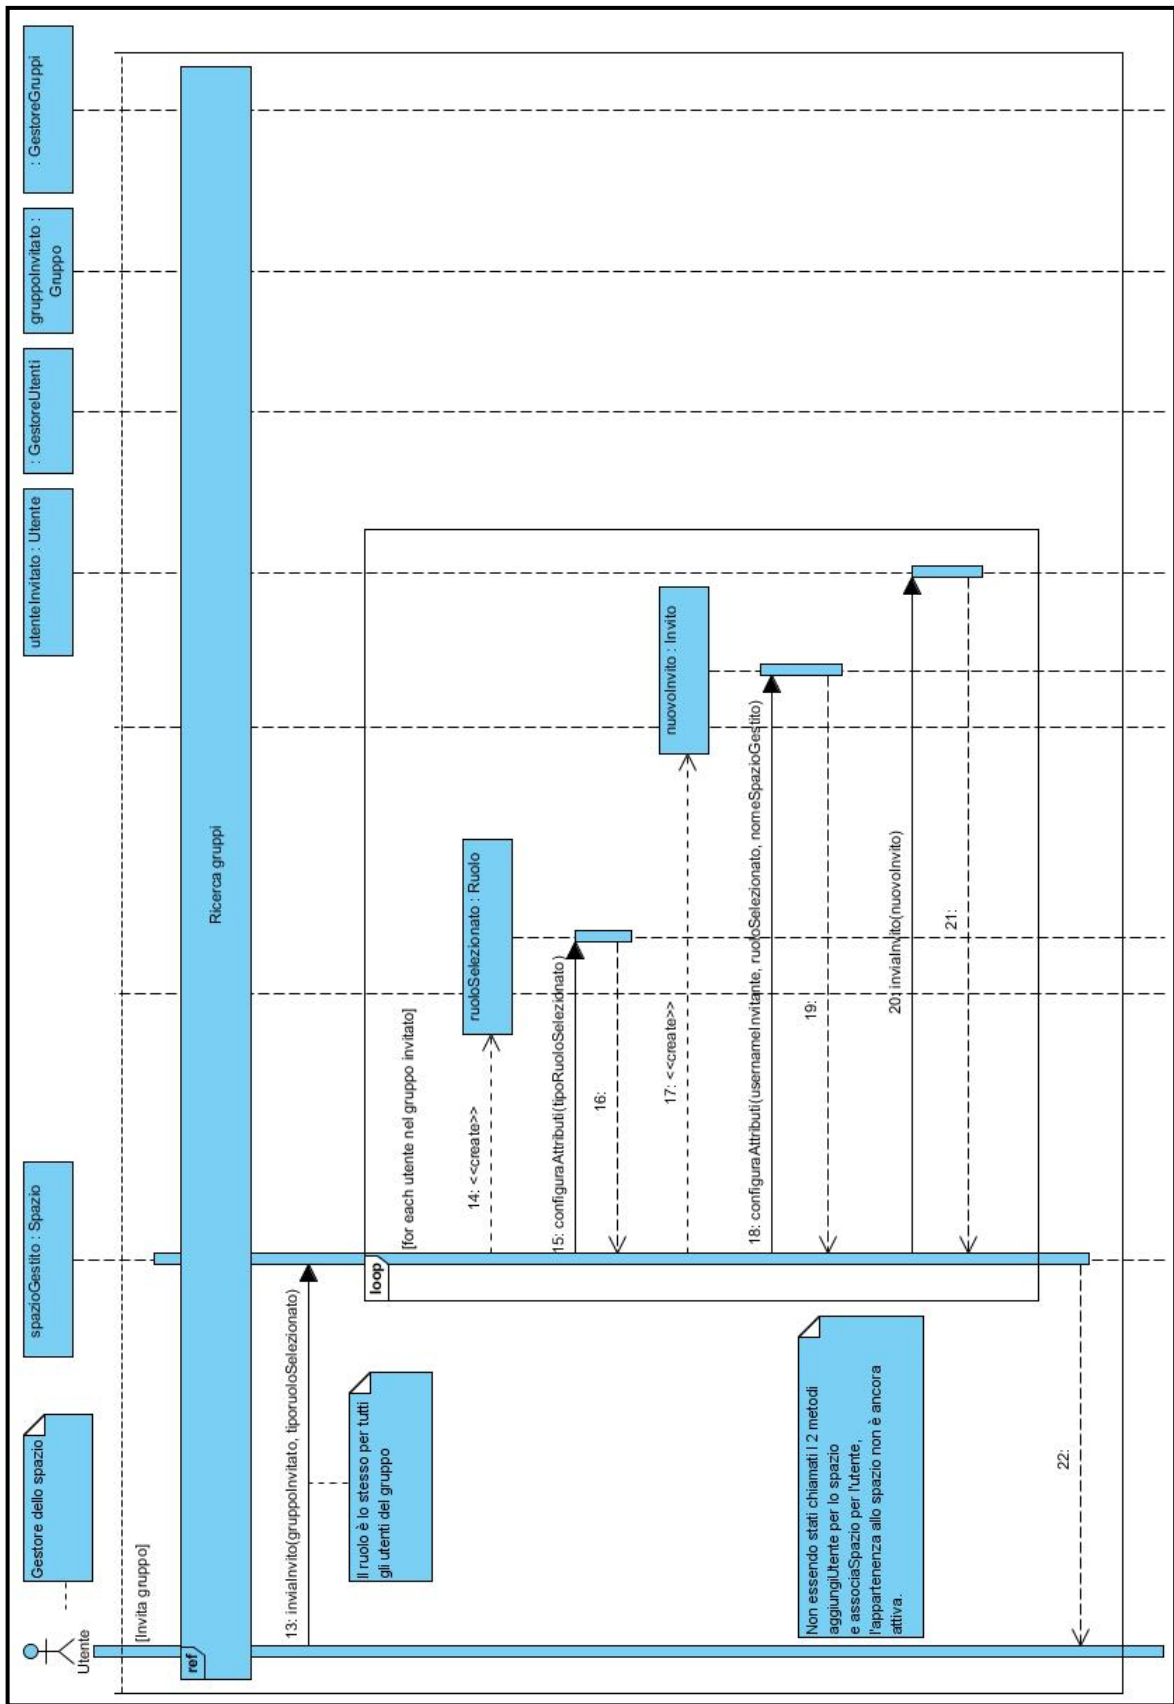 Utente
Gestore dello spazio
spazioGestito : Spazio
utenteInvitato : Utente
: GestoreUtenti
gruppoInvitato :
Gruppo
: GestoreGruppi
[Invita gruppo]
ref
Ricerca gruppi
13: inviaInvito(gruppoInvitato, tiporuoloSelezionato)
Il ruolo è lo stesso per tutti
gli utenti del gruppo
loop
[for each utente nel gruppo invitato]
14: <<create>>
ruoloSelezionato : Ruolo
15: configuraAttributi(tipoRuoloSelezionato)
16:
17: <<create>>
nuovoInvito : Invito
18: configuraAttributi(usernameInvitante, ruoloSelezionato, nomeSpazioGestito)
19:
20: inviaInvito(nuovoInvito)
21:
Non essendo stati chiamati I 2 metodi
aggiungiUtente per lo spazio
e associaSpazio per l'utente,
l'appartenenza allo spazio non è ancora
attiva.
22: